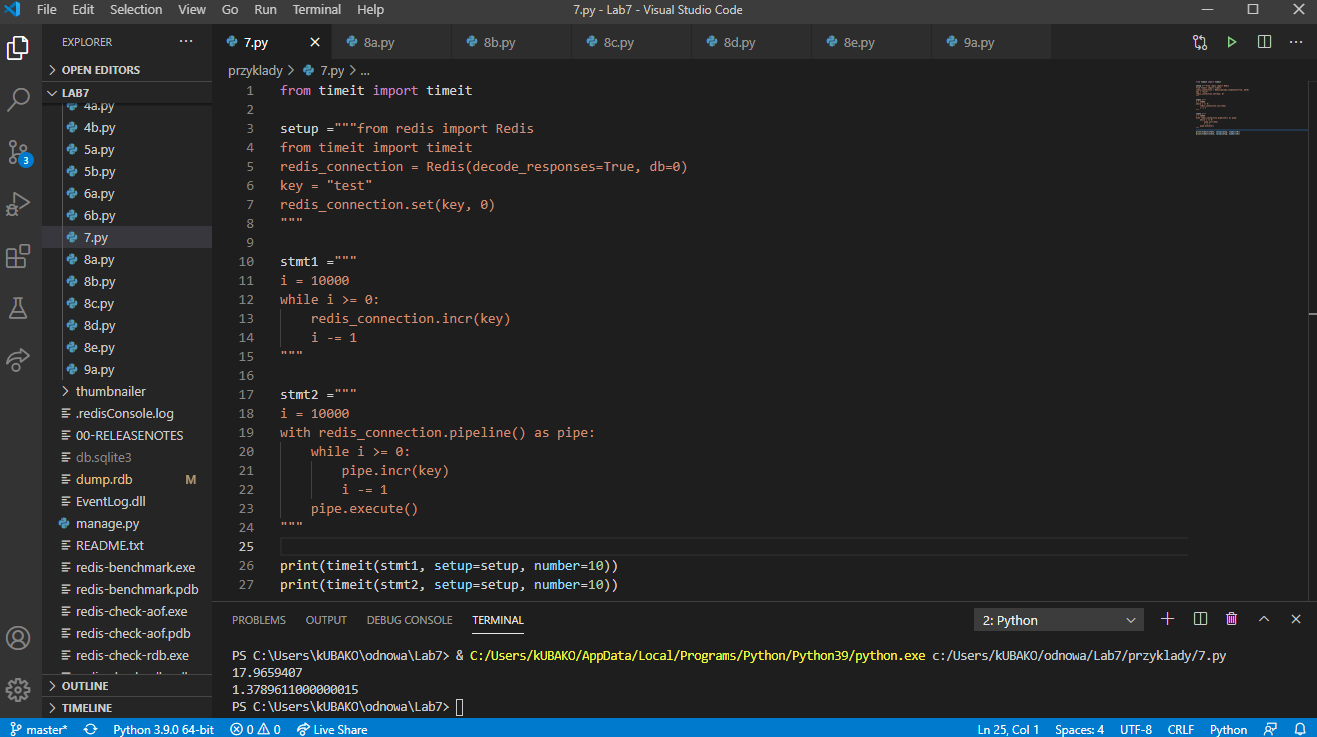 File Edit Selection View Go Run Terminal Help 7.py - Lab7 - Visual Studio Code
EXPLORER ...
OPEN EDITORS
LAB7
4a.py
4b.py
5a.py
5b.py
6a.py
6b.py
7.py
8a.py
8b.py
8c.py
8d.py
8e.py
9a.py
thumbnailer
.redisConsole.log
00-RELEASENOTES
db.sqlite3
dump.rdb M
EventLog.dll
manage.py
README.txt
redis-benchmark.exe
redis-benchmark.pdb
redis-check-aof.exe
redis-check-aof.pdb
redis-check-rdb.exe
OUTLINE
TIMELINE
3
7.py 8a.py 8b.py 8c.py 8d.py 8e.py 9a.py
przyklady > 7.py > ...
1 from timeit import timeit
2
3 setup ="""from redis import Redis
4 from timeit import timeit
5 redis_connection = Redis(decode_responses=True, db=0)
6 key = "test"
7 redis_connection.set(key, 0)
8 """
9
10 stmt1 ="""
11 i = 10000
12 while i >= 0:
13     redis_connection.incr(key)
14     i -= 1
15 """
16
17 stmt2 ="""
18 i = 10000
19 with redis_connection.pipeline() as pipe:
20     while i >= 0:
21         pipe.incr(key)
22         i -= 1
23     pipe.execute()
24 """
25
26 print(timeit(stmt1, setup=setup, number=10))
27 print(timeit(stmt2, setup=setup, number=10))
PROBLEMS OUTPUT DEBUG CONSOLE TERMINAL 2: Python
PS C:\Users\kUBAKO\odnowa\Lab7> & C:/Users/kUBAKO/AppData/Local/Programs/Python/Python39/python.exe c:/Users/kUBAKO/odnowa/Lab7/przyklady/7.py
17.9659407
1.3789611000000015
PS C:\Users\kUBAKO\odnowa\Lab7>
master* Python 3.9.0 64-bit 0 0 Live Share Ln 25, Col 1 Spaces: 4 UTF-8 CRLF Python